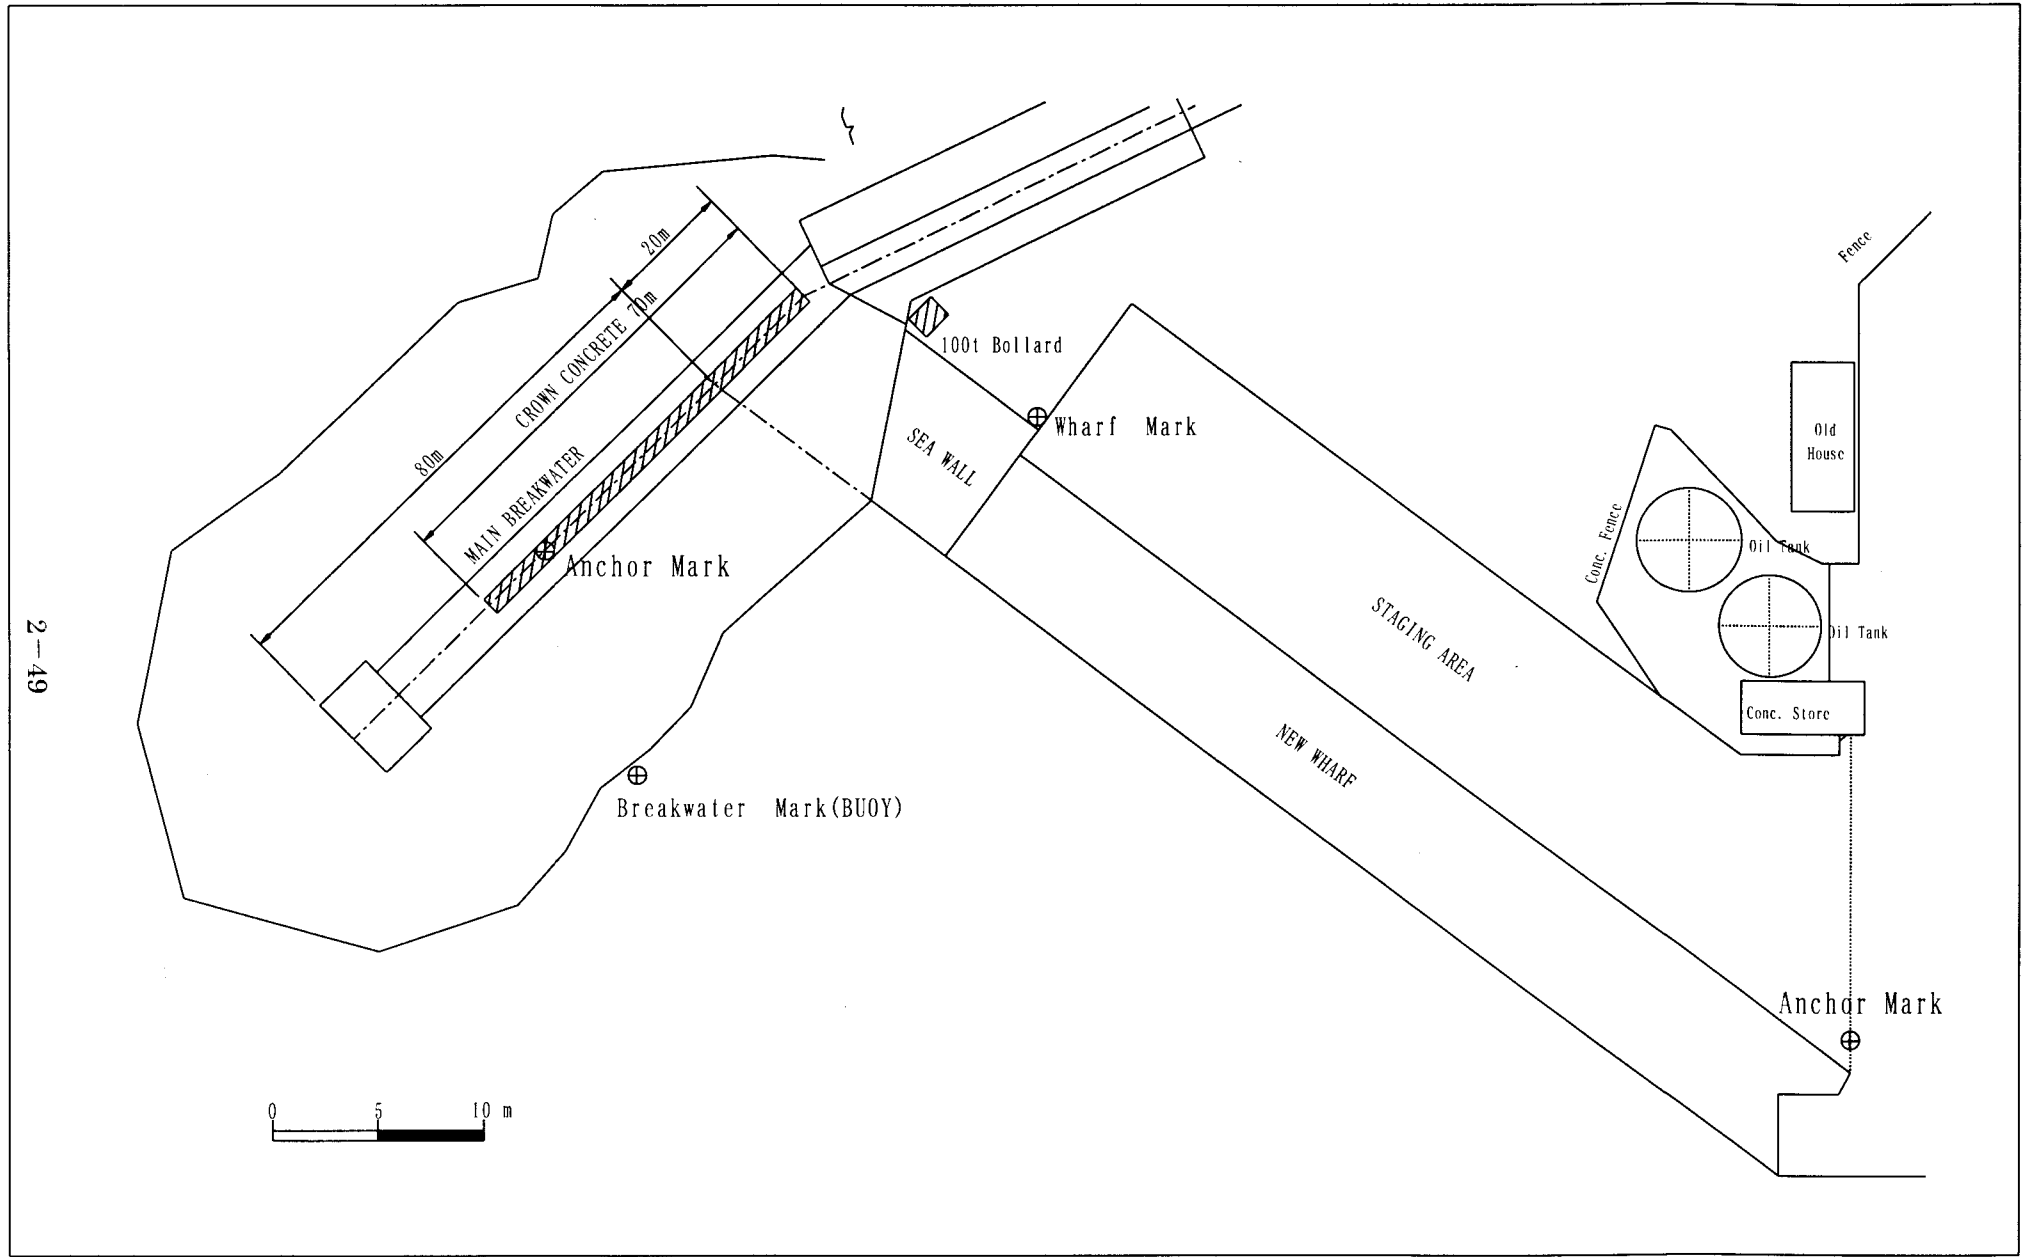 Fence
20m
CROWN CONCRETE 70m
100t Bollard
Wharf Mark
SEA WALL
Old
House
80m
MAIN BREAKWATER
Anchor Mark
Conc. Fence
Oil Tank
Oil Tank
STAGING AREA
2-49
Conc. Store
NEW WHARF
Breakwater Mark(BUOY)
Anchor Mark
0 5 10 m